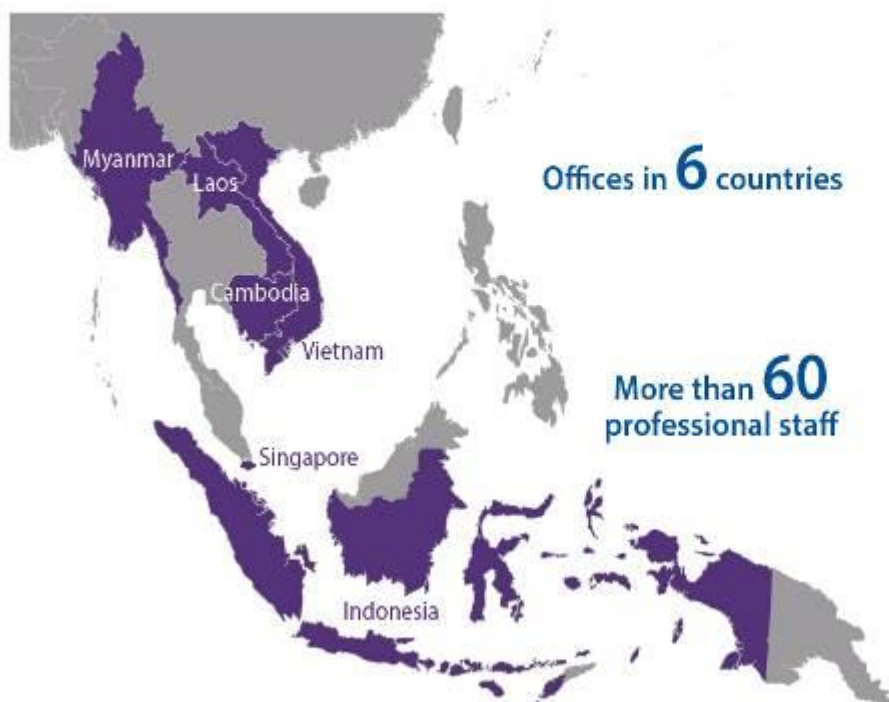 Myanmar
Laos
Offices in 6 countries
Cambodia
Vietnam
More than 60
professional staff
Singapore
Indonesia